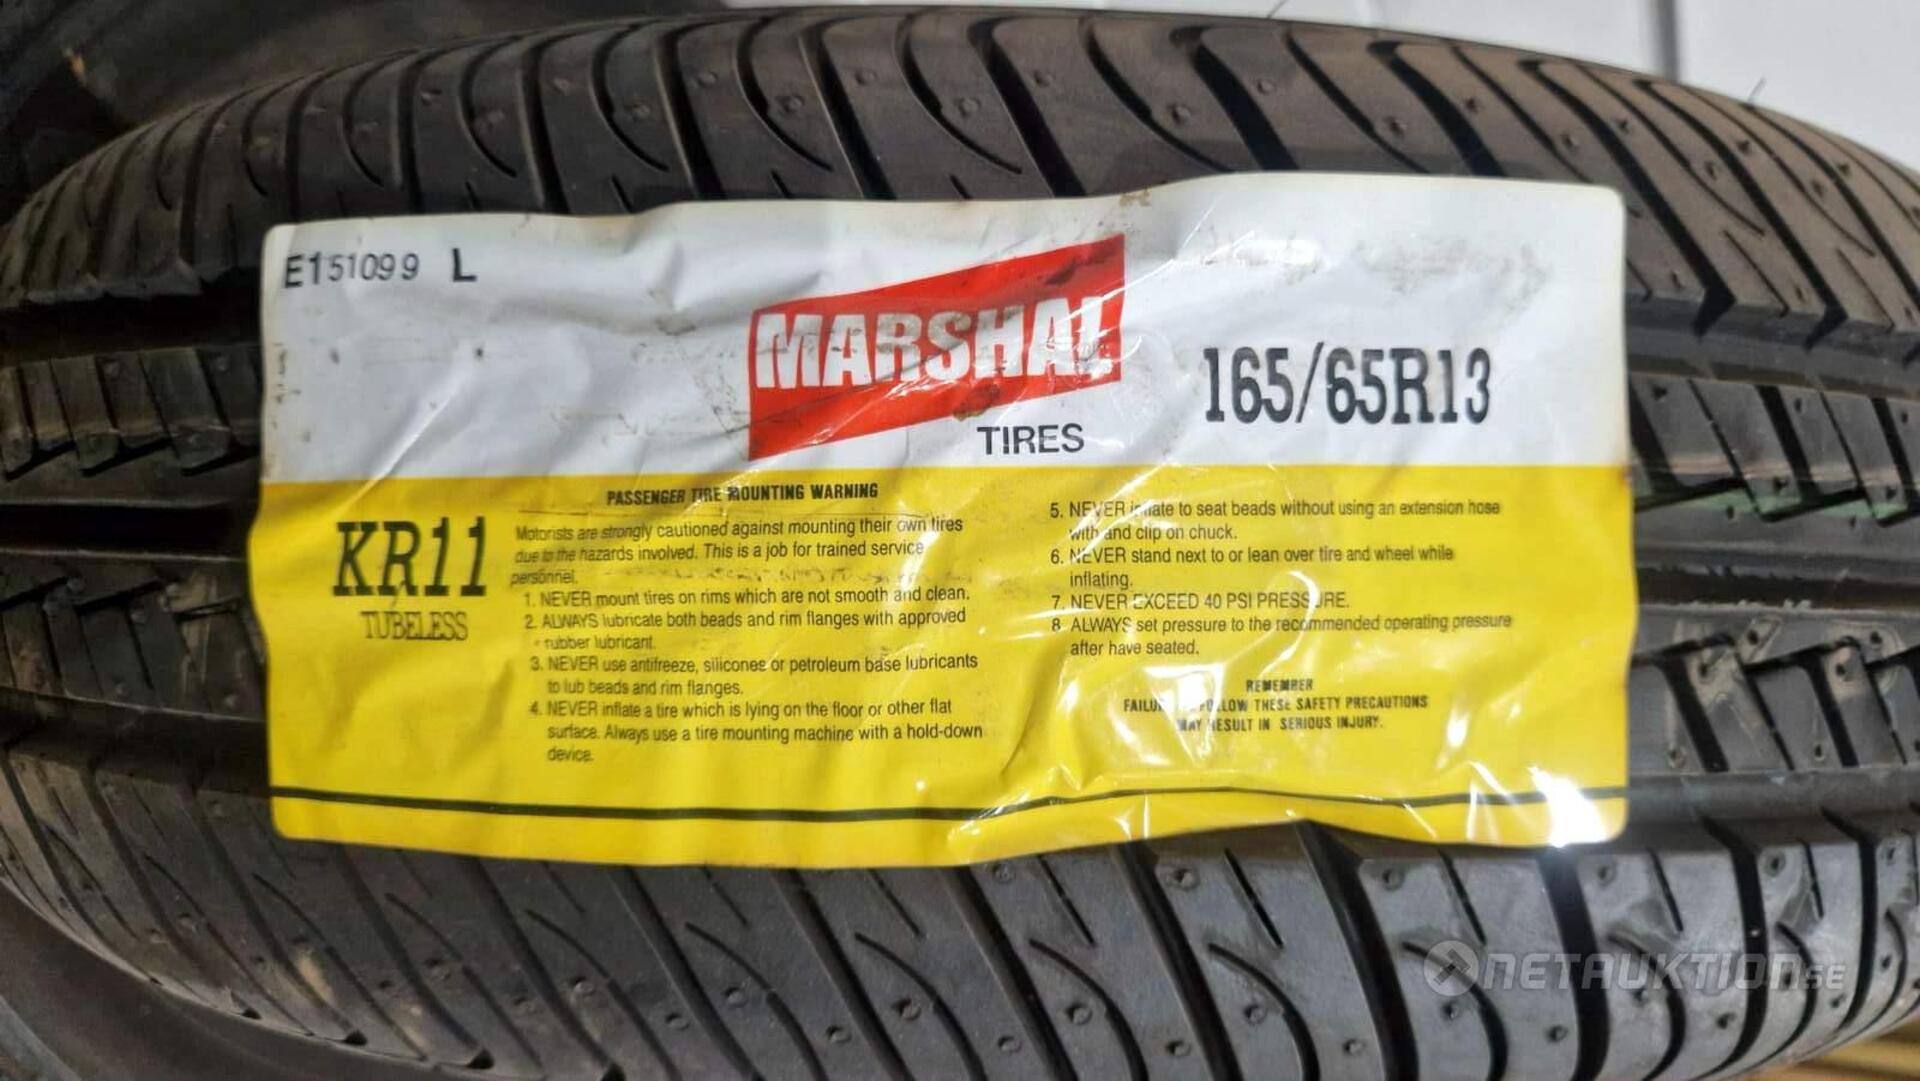 E151099 L
MARSHAL
TIRES
165/65R13
KR11
TUBELESS
PASSENGER TIRE MOUNTING WARNING
Motorists are strongly cautioned against mounting their own tires
due to the hazards involved. This is a job for trained service
personnel.
1. NEVER mount tires on rims which are not smooth and clean.
2. ALWAYS lubricate both beads and rim flanges with approved
rubber lubricant.
3. NEVER use antifreeze, silicones or petroleum base lubricants
to lub beads and rim flanges.
4. NEVER inflate a tire which is lying on the floor or other flat
surface. Always use a tire mounting machine with a hold-down
device.
5. NEVER inflate to seat beads without using an extension hose
with and clip on chuck.
6. NEVER stand next to or lean over tire and wheel while
inflating.
7. NEVER EXCEED 40 PSI PRESSURE.
8. ALWAYS set pressure to the recommended operating pressure
after have seated.
REMEMBER
FOLLOW THESE SAFETY PRECAUTIONS
MAY RESULT IN SERIOUS INJURY.
NETAUKTION.SE